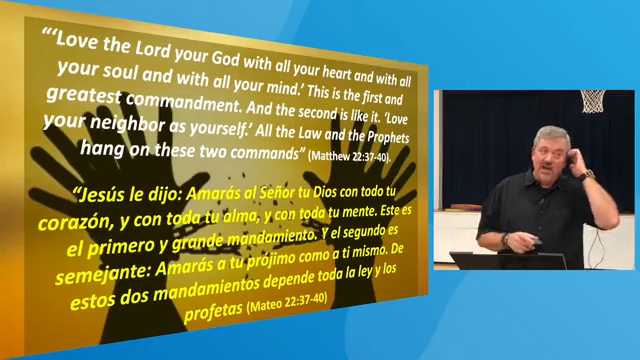 “‘Love the Lord your God with all your heart and with all
your soul and with all your mind.’ This is the first and
greatest commandment. And the second is like it. ‘Love
your neighbor as yourself.’ All the Law and the Prophets
hang on these two commands” (Matthew 22:37-40).
“Jesús le dijo: Amarás al Señor tu Dios con todo tu
corazón, y con toda tu alma, y con toda tu mente. Este es
el primero y grande mandamiento. Y el segundo es
semejante: Amarás a tu prójimo como a ti mismo. De
estos dos mandamientos depende toda la ley y los
profetas (Mateo 22:37-40)